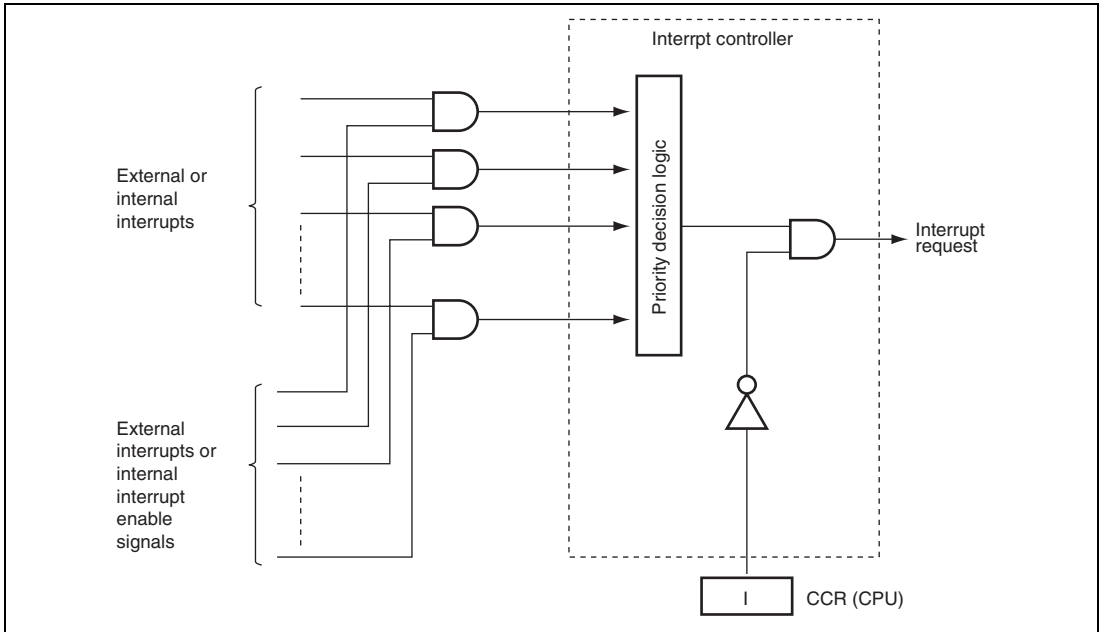 Interrpt controller
External or
internal
interrupts
Priority decision logic
Interrupt
request
External
interrupts or
internal
interrupt
enable
signals
I
CCR (CPU)